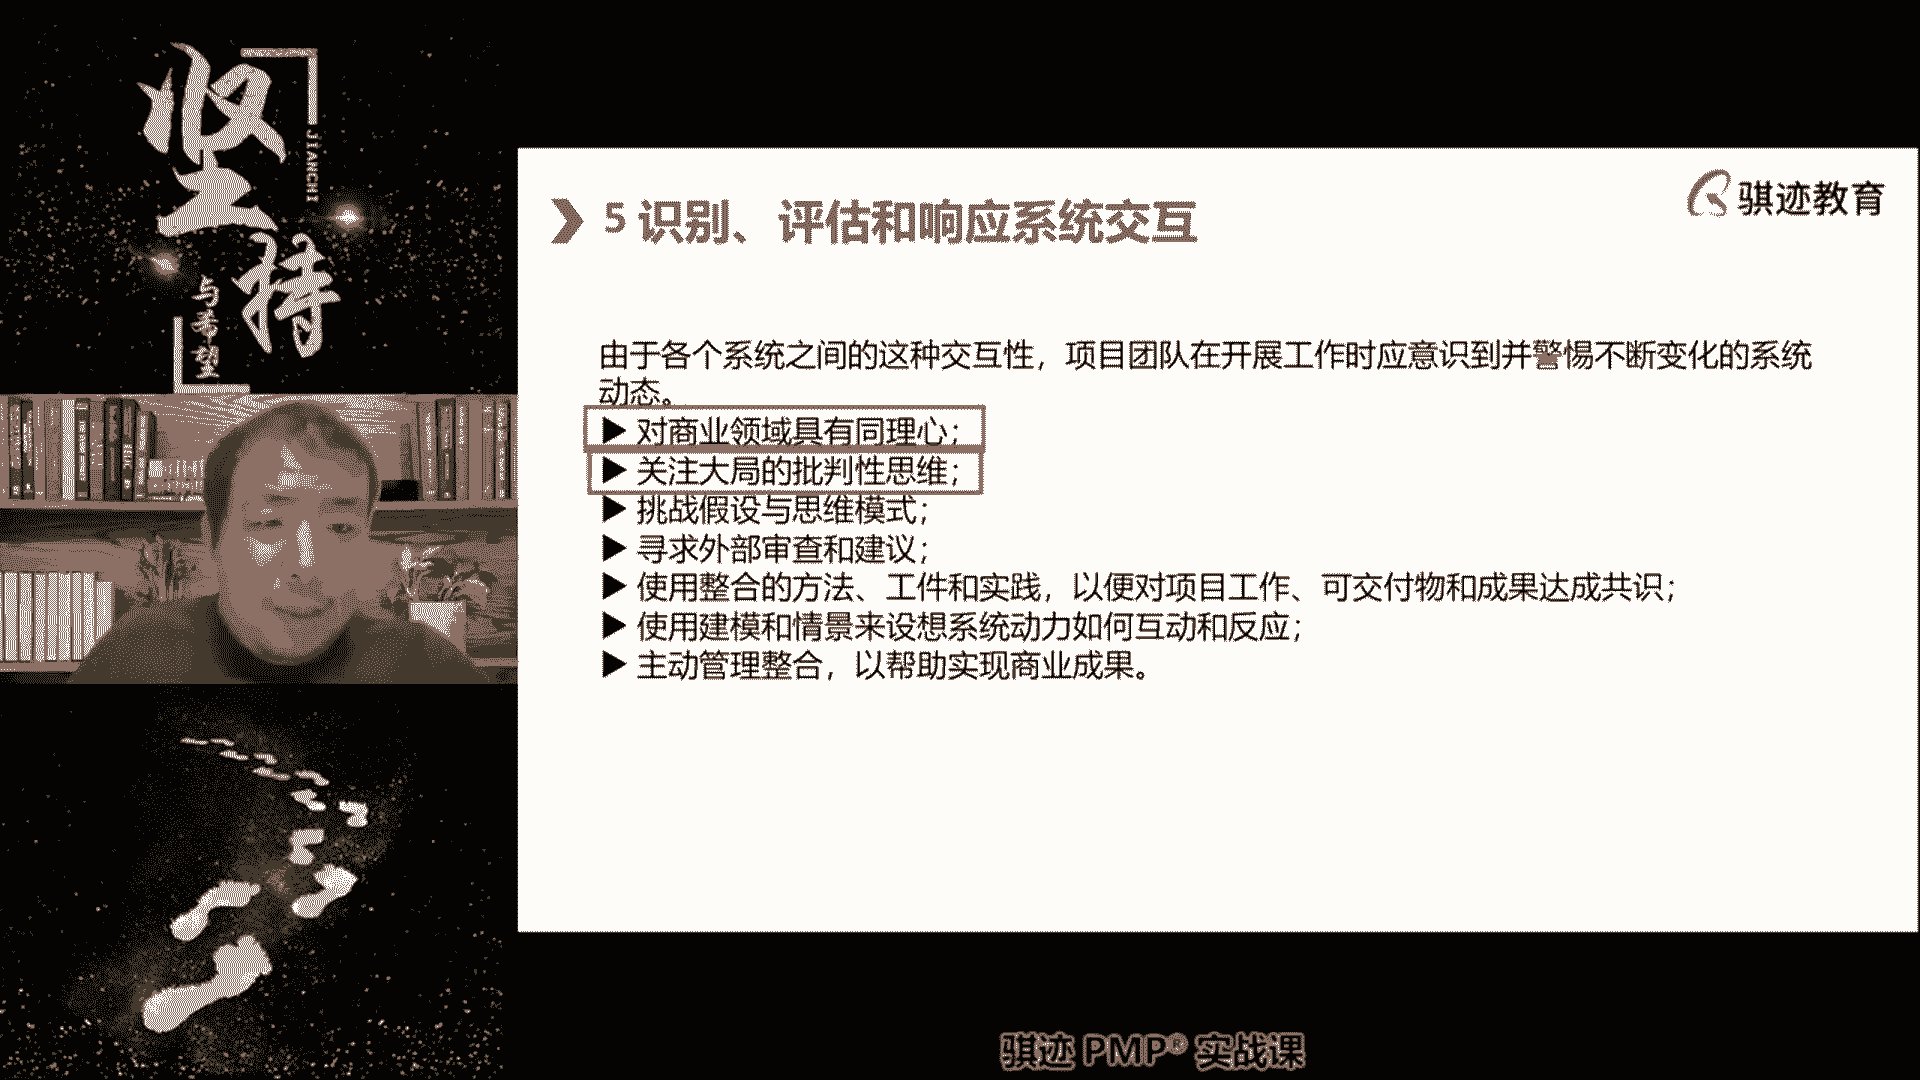 坚持
JIANCHI
与希望
骐迹教育
5 识别、评估和响应系统交互
由于各个系统之间的这种交互性，项目团队在开展工作时应意识到并警惕不断变化的系统
动态。
▶ 对商业领域具有同理心；
▶ 关注大局的批判性思维；
▶ 挑战假设与思维模式；
▶ 寻求外部审查和建议；
▶ 使用整合的方法、工件和实践，以便对项目工作、可交付物和成果达成共识；
▶ 使用建模和情景来设想系统动力如何互动和反应；
▶ 主动管理整合，以帮助实现商业成果。
骐迹 PMP® 实战课